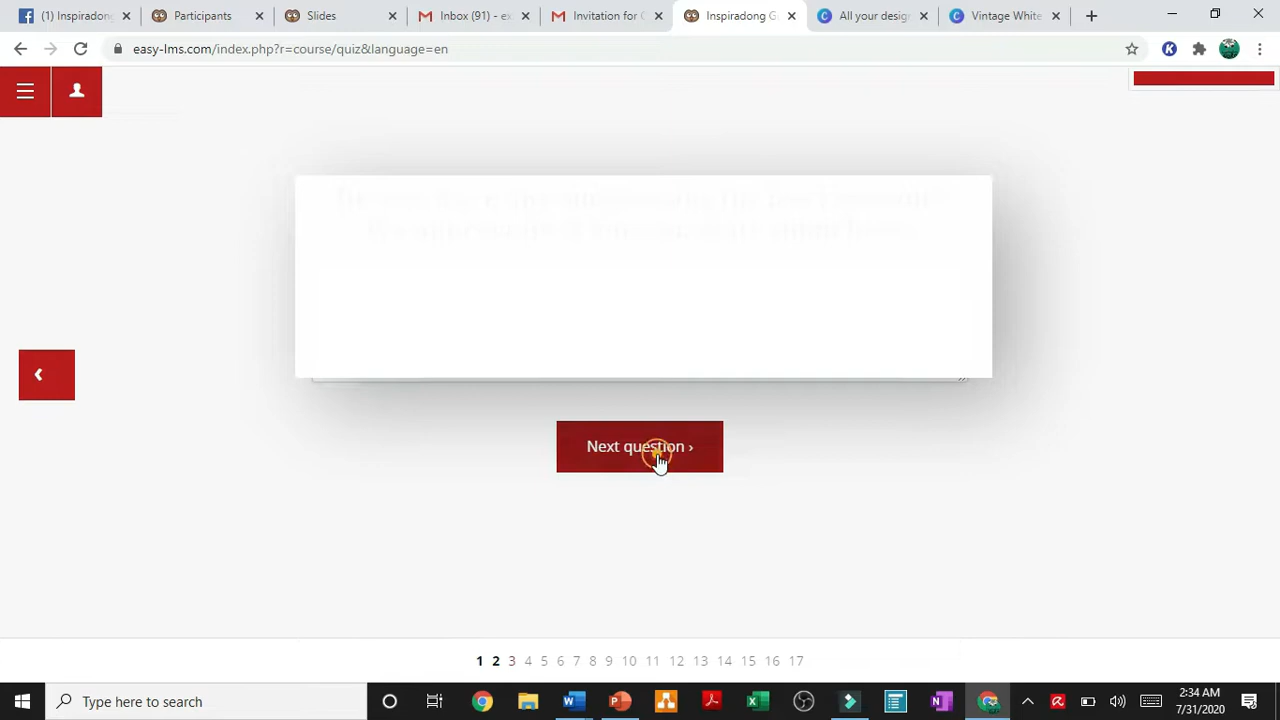 (1) Inspiradong
Participants
Slides
Inbox (91) - ex
Invitation for C
Inspiradong G
All your design
Vintage White
easy-lms.com/index.php?r=course/quiz&language=en
Next question ›
1 2 3 4 5 6 7 8 9 10 11 12 13 14 15 16 17
Type here to search
2:34 AM
7/31/2020